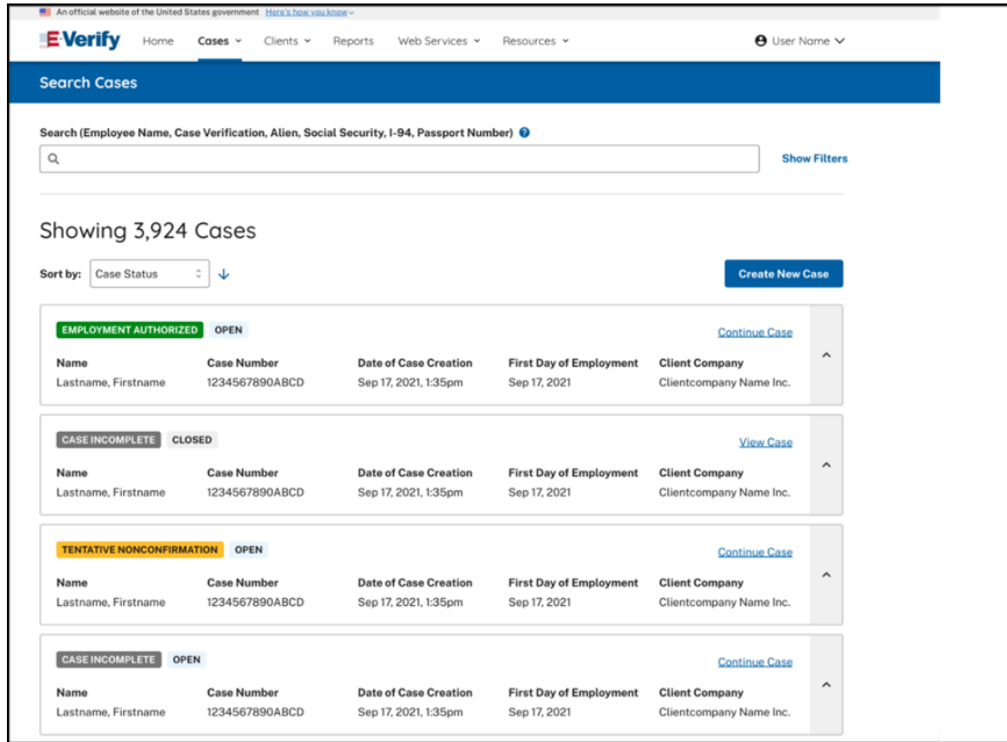 An official website of the United States government Here's how you know
E-Verify Home Cases Clients Reports Web Services Resources User Name
Search Cases
Search (Employee Name, Case Verification, Alien, Social Security, I-94, Passport Number) ?
Show Filters
Showing 3,924 Cases
Sort by: Case Status Create New Case
EMPLOYMENT AUTHORIZED OPEN Continue Case
Name Case Number Date of Case Creation First Day of Employment Client Company
Lastname, Firstname 1234567890ABCD Sep 17, 2021, 1:35pm Sep 17, 2021 Clientcompany Name Inc.
CASE INCOMPLETE CLOSED View Case
Name Case Number Date of Case Creation First Day of Employment Client Company
Lastname, Firstname 1234567890ABCD Sep 17, 2021, 1:35pm Sep 17, 2021 Clientcompany Name Inc.
TENTATIVE NONCONFIRMATION OPEN Continue Case
Name Case Number Date of Case Creation First Day of Employment Client Company
Lastname, Firstname 1234567890ABCD Sep 17, 2021, 1:35pm Sep 17, 2021 Clientcompany Name Inc.
CASE INCOMPLETE OPEN Continue Case
Name Case Number Date of Case Creation First Day of Employment Client Company
Lastname, Firstname 1234567890ABCD Sep 17, 2021, 1:35pm Sep 17, 2021 Clientcompany Name Inc.